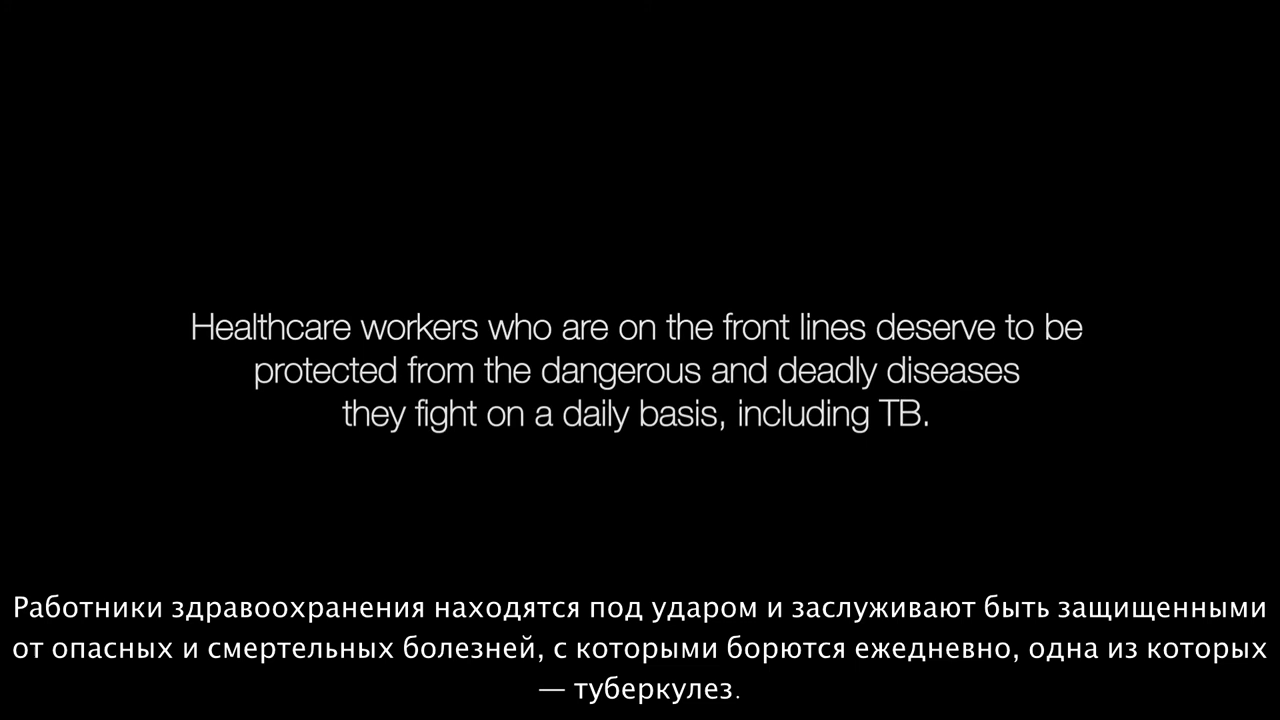 Healthcare workers who are on the front lines deserve to be
protected from the dangerous and deadly diseases
they fight on a daily basis, including TB.
Работники здравоохранения находятся под ударом и заслуживают быть защищенными
от опасных и смертельных болезней, с которыми борются ежедневно, одна из которых
— туберкулез.